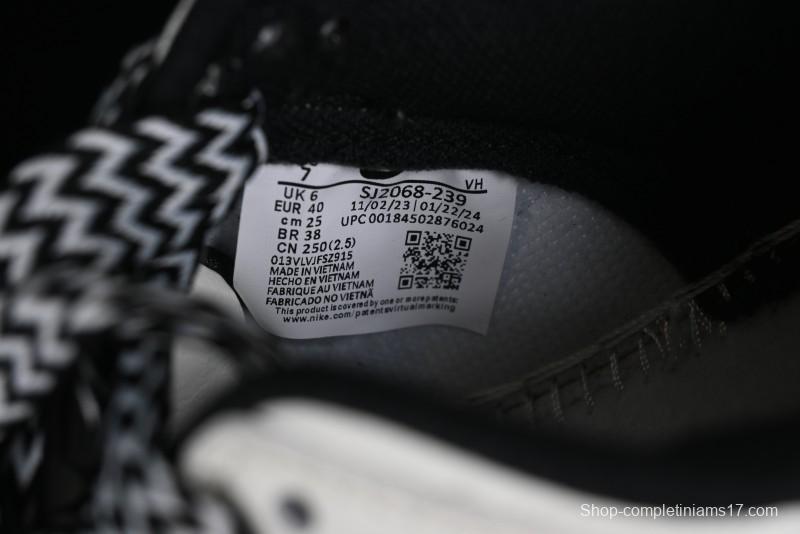 7
VH
UK 6
SJ2068-239
EUR 40
11/02/23 | 01/22/24
cm 25
UPC 00184502876024
BR 38
CN 250(2.5)
013VLVJFSZ915
MADE IN VIETNAM
HECHO EN VIETNAM
FABRIQUE AU VIETNAM
FABRICADO NO VIETNÃ
This product is covered by one or more patents:
www.nike.com/patentsvirtualmarking
Shop-completiniams17.com